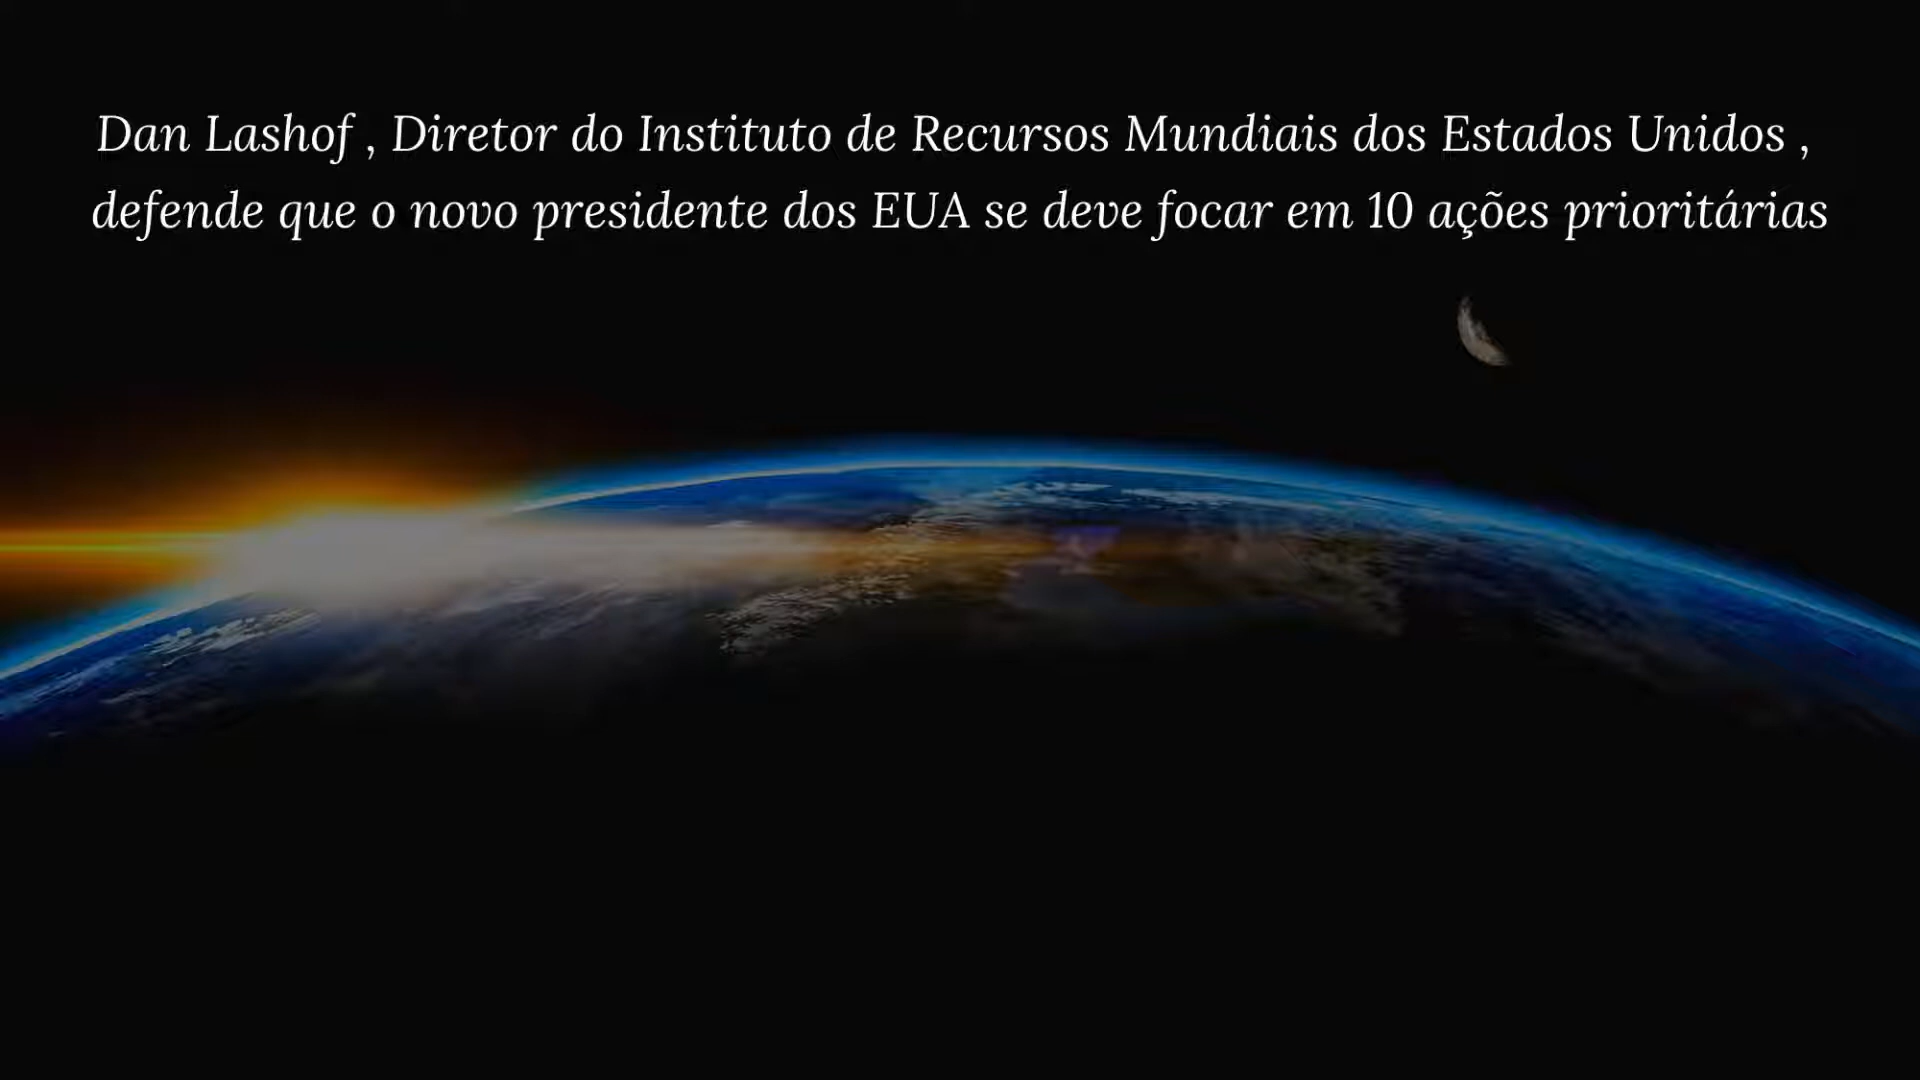 Dan Lashof , Diretor do Instituto de Recursos Mundiais dos Estados Unidos ,
defende que o novo presidente dos EUA se deve focar em 10 ações prioritárias